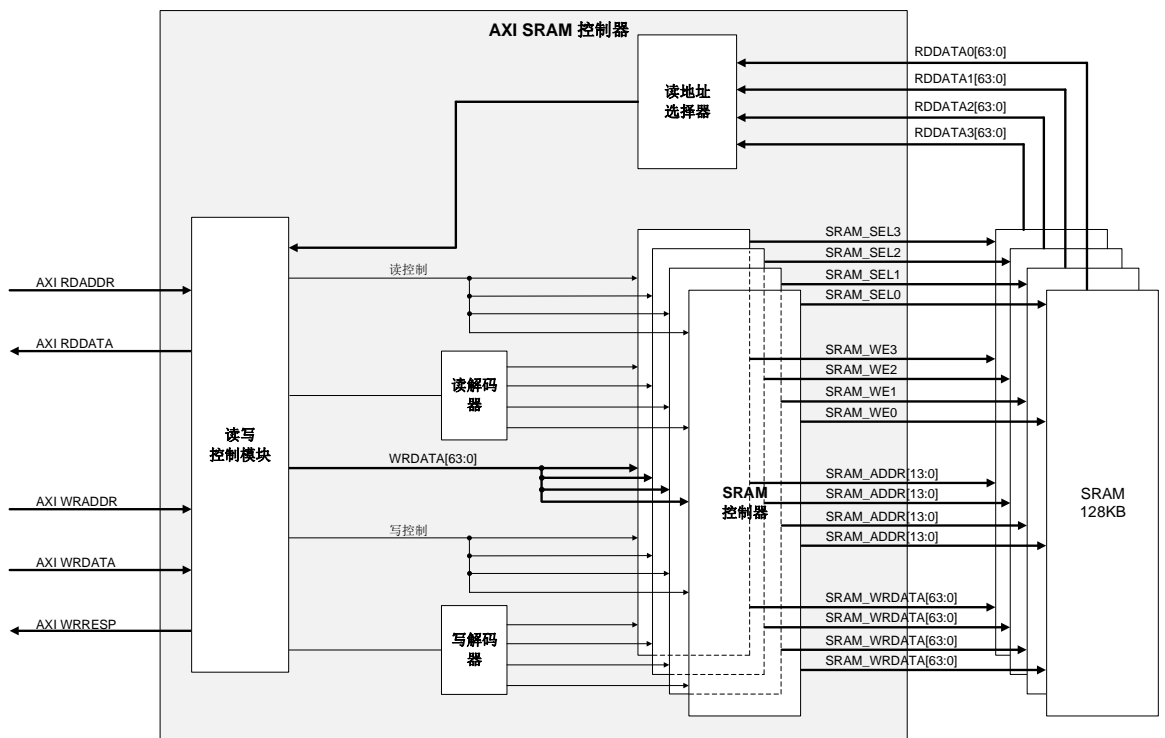 AXI SRAM 控制器
读地址
选择器
RDDATA0[63:0]
RDDATA1[63:0]
RDDATA2[63:0]
RDDATA3[63:0]
AXI RDADDR
AXI RDDATA
AXI WRADDR
AXI WRDATA
AXI WRRESP
读写
控制模块
读控制
读解码
器
WRDATA[63:0]
写控制
写解码
器
SRAM
控制器
SRAM_SEL3
SRAM_SEL2
SRAM_SEL1
SRAM_SEL0
SRAM_WE3
SRAM_WE2
SRAM_WE1
SRAM_WE0
SRAM_ADDR[13:0]
SRAM_ADDR[13:0]
SRAM_ADDR[13:0]
SRAM_ADDR[13:0]
SRAM_WRDATA[63:0]
SRAM_WRDATA[63:0]
SRAM_WRDATA[63:0]
SRAM_WRDATA[63:0]
SRAM
128KB